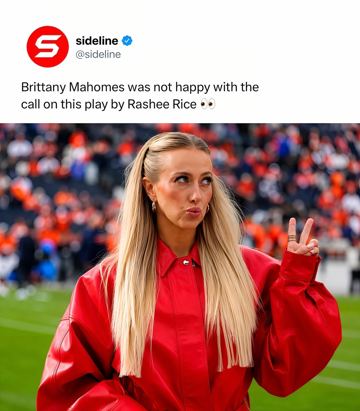 sideline
@sideline
Brittany Mahomes was not happy with the
call on this play by Rashee Rice 👀